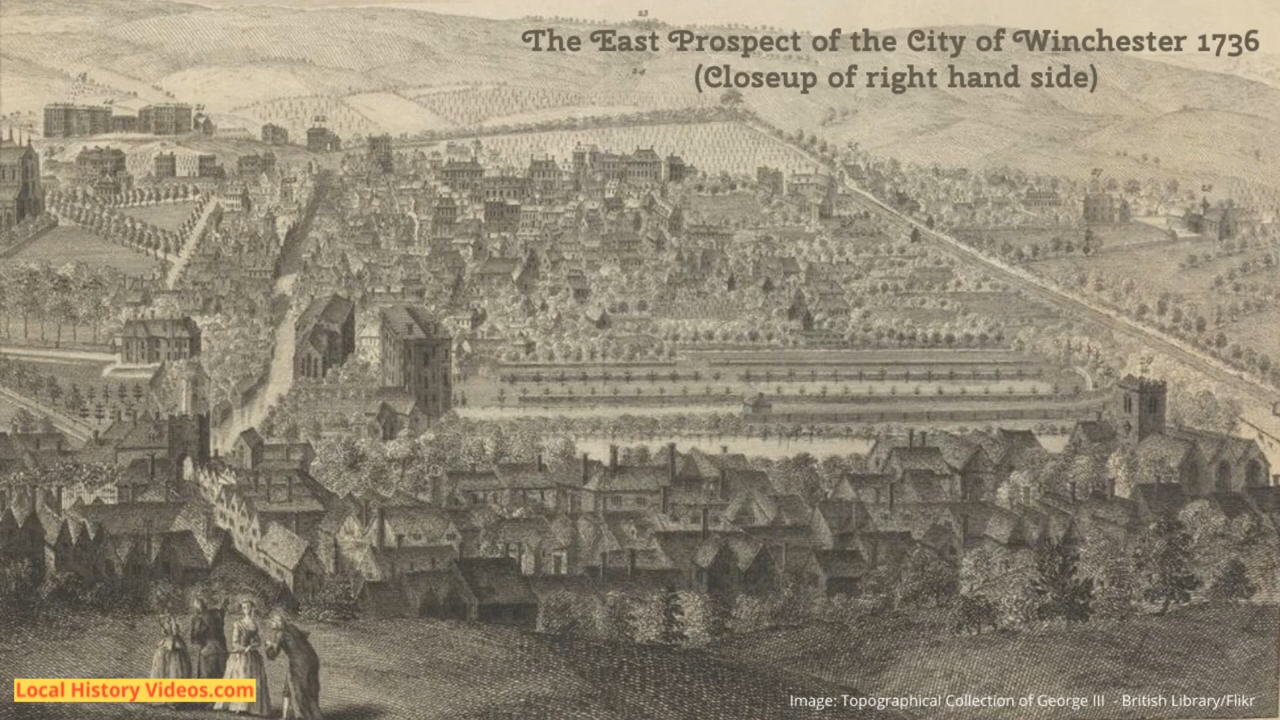 The East Prospect of the City of Winchester 1736
(Closeup of right hand side)
Local History Videos.com
Image: Topographical Collection of George III - British Library/Flikr